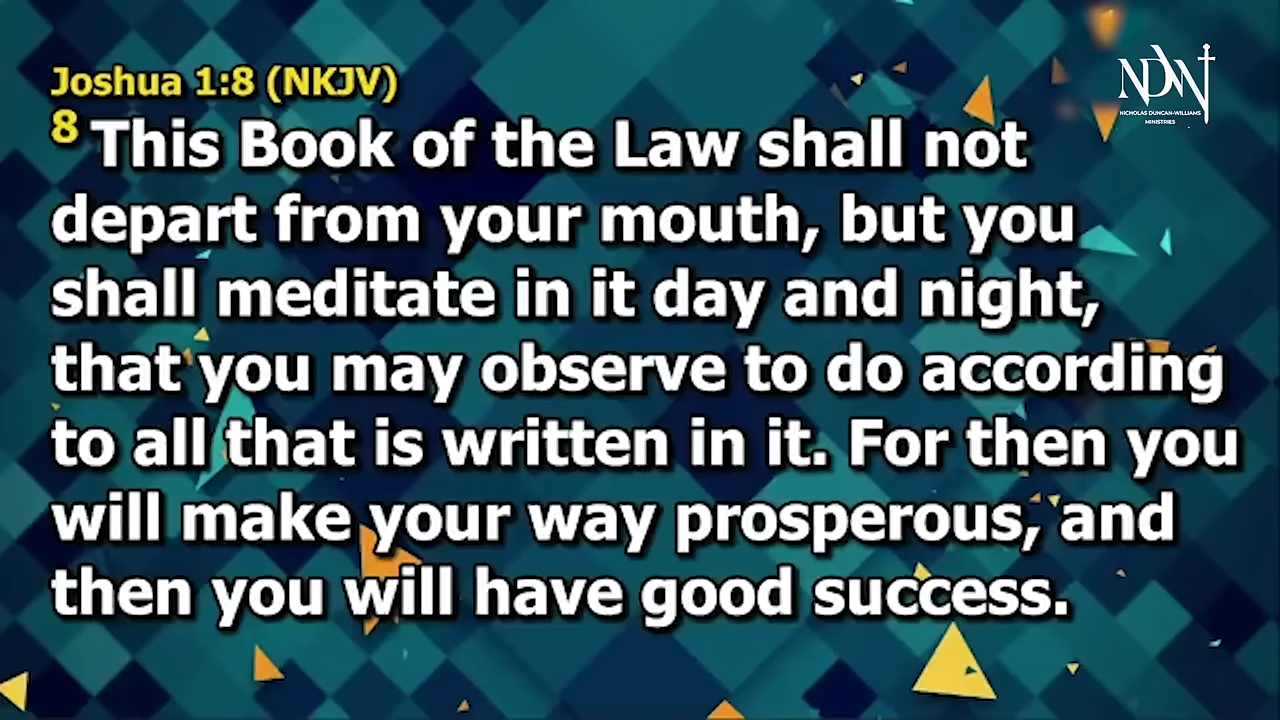 Joshua 1:8 (NKJV)
8 This Book of the Law shall not
depart from your mouth, but you
shall meditate in it day and night,
that you may observe to do according
to all that is written in it. For then you
will make your way prosperous, and
then you will have good success.
NDW
NICHOLAS DUNCAN-WILLIAMS
MINISTRIES